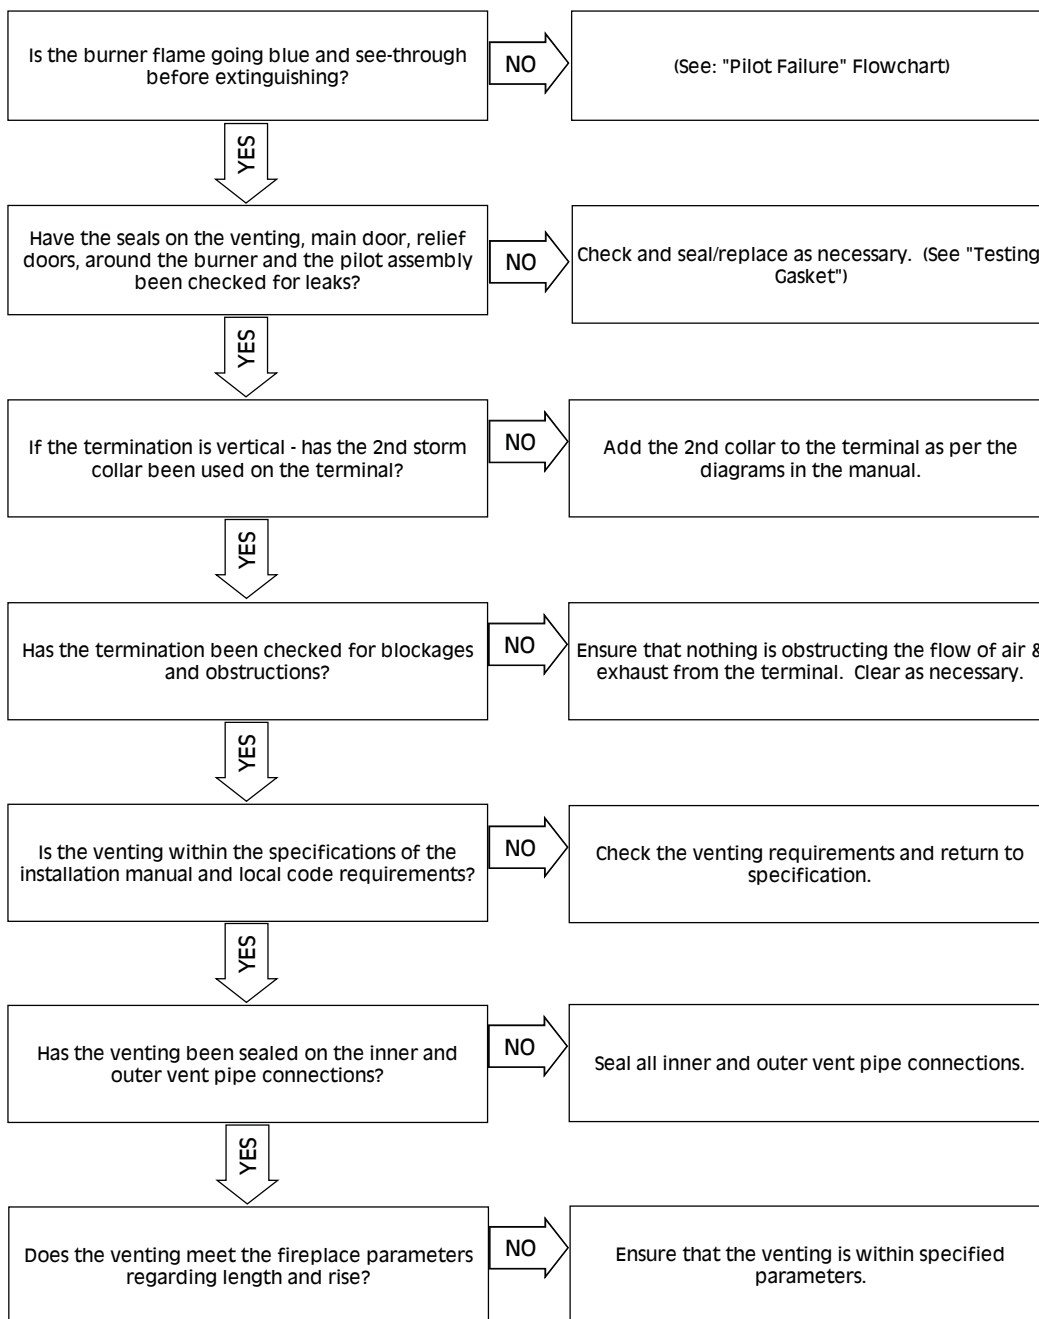 Is the burner flame going blue and see-through
before extinguishing?
NO
(See: "Pilot Failure" Flowchart)
YES
Have the seals on the venting, main door, relief
doors, around the burner and the pilot assembly
been checked for leaks?
NO
Check and seal/replace as necessary.  (See "Testing
Gasket")
YES
If the termination is vertical - has the 2nd storm
collar been used on the terminal?
NO
Add the 2nd collar to the terminal as per the
diagrams in the manual.
YES
Has the termination been checked for blockages
and obstructions?
NO
Ensure that nothing is obstructing the flow of air &
exhaust from the terminal.  Clear as necessary.
YES
Is the venting within the specifications of the
installation manual and local code requirements?
NO
Check the venting requirements and return to
specification.
YES
Has the venting been sealed on the inner and
outer vent pipe connections?
NO
Seal all inner and outer vent pipe connections.
YES
Does the venting meet the fireplace parameters
regarding length and rise?
NO
Ensure that the venting is within specified
parameters.